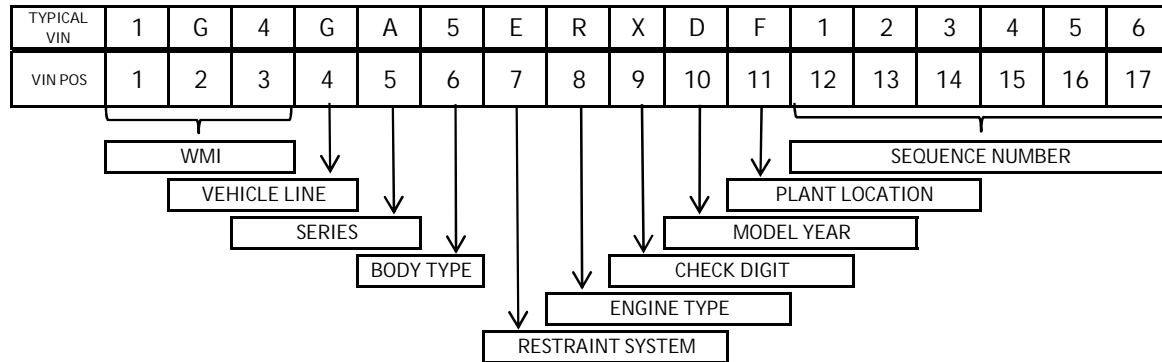 TYPICAL VIN 1 G 4 G A 5 E R X D F 1 2 3 4 5 6
VIN POS 1 2 3 4 5 6 7 8 9 10 11 12 13 14 15 16 17
WMI SEQUENCE NUMBER
VEHICLE LINE PLANT LOCATION
SERIES MODEL YEAR
BODY TYPE CHECK DIGIT
ENGINE TYPE
RESTRAINT SYSTEM